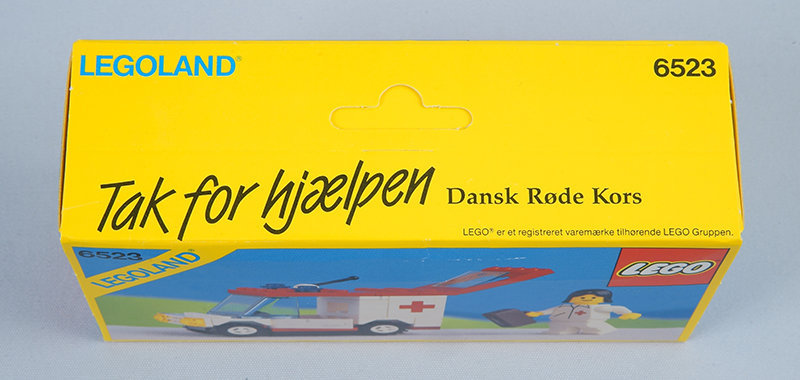 LEGOLAND® 6523
Tak for hjælpen Dansk Røde Kors
LEGO® er et registreret varemærke tilhørende LEGO Gruppen.
6523
LEGOLAND
LEGO